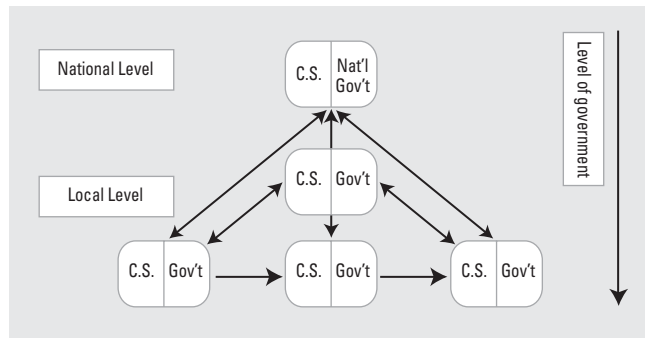 National Level
C.S.
Nat'l
Gov't
Level of government
Local Level
C.S.
Gov't
C.S.
Gov't
C.S.
Gov't
C.S.
Gov't